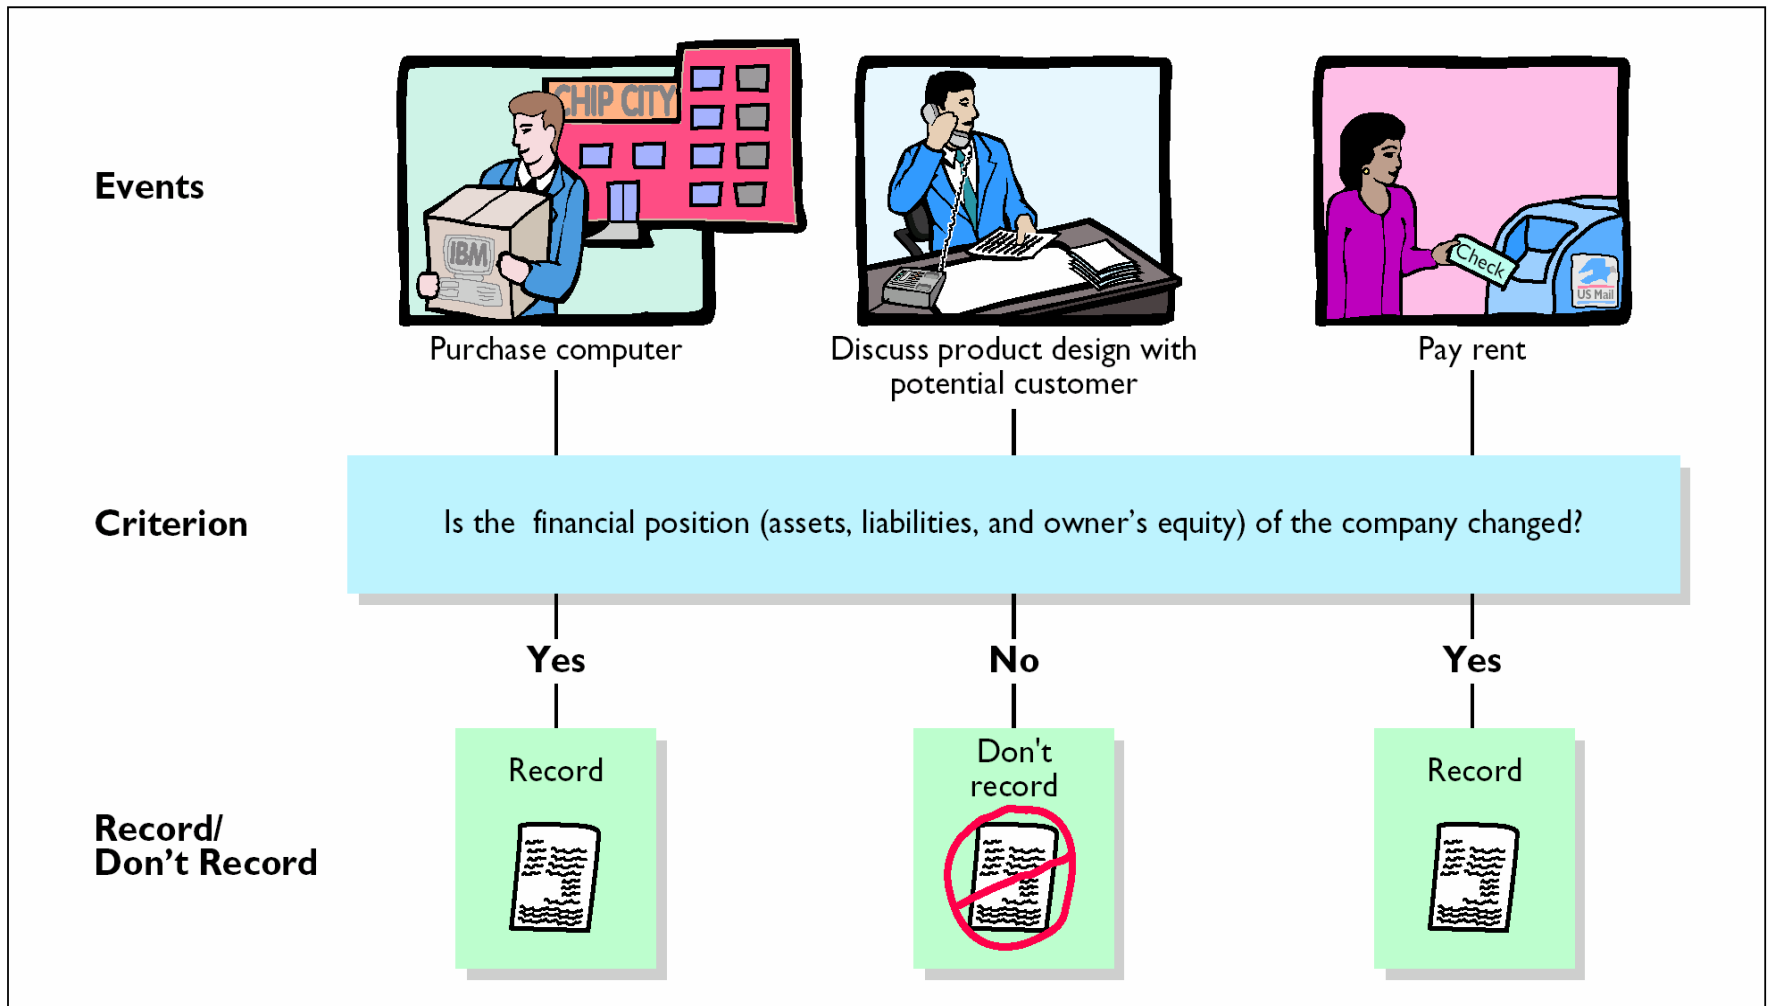 CHIP CITY
IBM
Check
US Mail
Events
Purchase computer
Discuss product design with
potential customer
Pay rent
Criterion
Is the  financial position (assets, liabilities, and owner’s equity) of the company changed?
Yes
No
Yes
Record
Don't
record
Record
Record/
Don’t Record